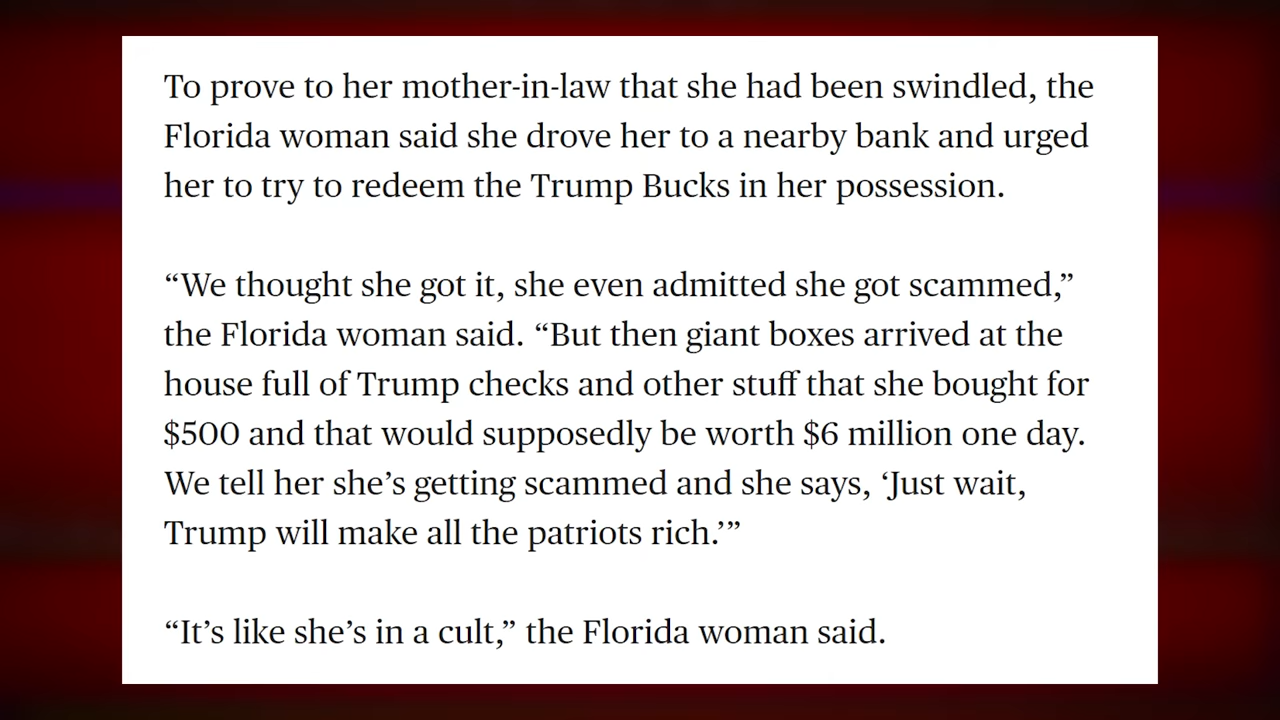 To prove to her mother-in-law that she had been swindled, the
Florida woman said she drove her to a nearby bank and urged
her to try to redeem the Trump Bucks in her possession.
“We thought she got it, she even admitted she got scammed,”
the Florida woman said. “But then giant boxes arrived at the
house full of Trump checks and other stuff that she bought for
$500 and that would supposedly be worth $6 million one day.
We tell her she’s getting scammed and she says, ‘Just wait,
Trump will make all the patriots rich.’”
“It’s like she’s in a cult,” the Florida woman said.